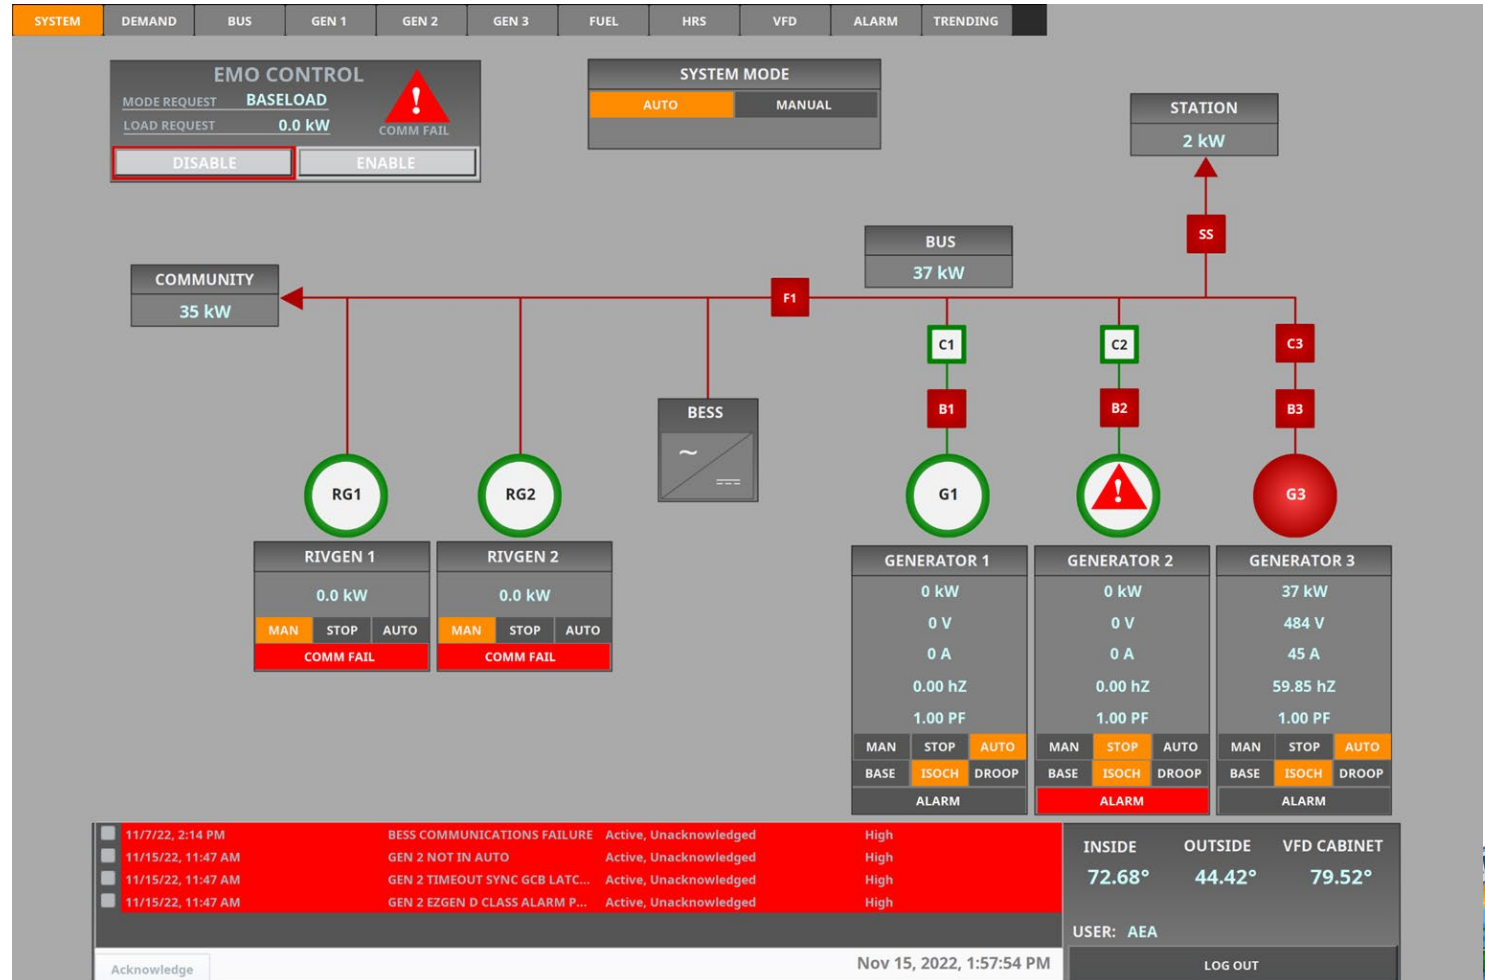 SYSTEM DEMAND BUS GEN 1 GEN 2 GEN 3 FUEL HRS VFD ALARM TRENDING
EMO CONTROL
MODE REQUEST BASELOAD
LOAD REQUEST 0.0 kW
!
COMM FAIL
DISABLE ENABLE
SYSTEM MODE
AUTO MANUAL
STATION
2 kW
SS
BUS
37 kW
COMMUNITY
35 kW
F1
C1 C2 C3
B1 B2 B3
BESS
~
RG1 RG2 G1 ! G3
RIVGEN 1
0.0 kW
MAN STOP AUTO
COMM FAIL
RIVGEN 2
0.0 kW
MAN STOP AUTO
COMM FAIL
GENERATOR 1
0 kW
0 V
0 A
0.00 hZ
1.00 PF
MAN STOP AUTO
BASE ISOCH DROOP
ALARM
GENERATOR 2
0 kW
0 V
0 A
0.00 hZ
1.00 PF
MAN STOP AUTO
BASE ISOCH DROOP
ALARM
GENERATOR 3
37 kW
484 V
45 A
59.85 hZ
1.00 PF
MAN STOP AUTO
BASE ISOCH DROOP
ALARM
11/7/22, 2:14 PM BESS COMMUNICATIONS FAILURE Active, Unacknowledged High
11/15/22, 11:47 AM GEN 2 NOT IN AUTO Active, Unacknowledged High
11/15/22, 11:47 AM GEN 2 TIMEOUT SYNC GCB LATC... Active, Unacknowledged High
11/15/22, 11:47 AM GEN 2 EZGEN D CLASS ALARM P... Active, Unacknowledged High
Acknowledge Nov 15, 2022, 1:57:54 PM
INSIDE OUTSIDE VFD CABINET
72.68° 44.42° 79.52°
USER: AEA
LOG OUT